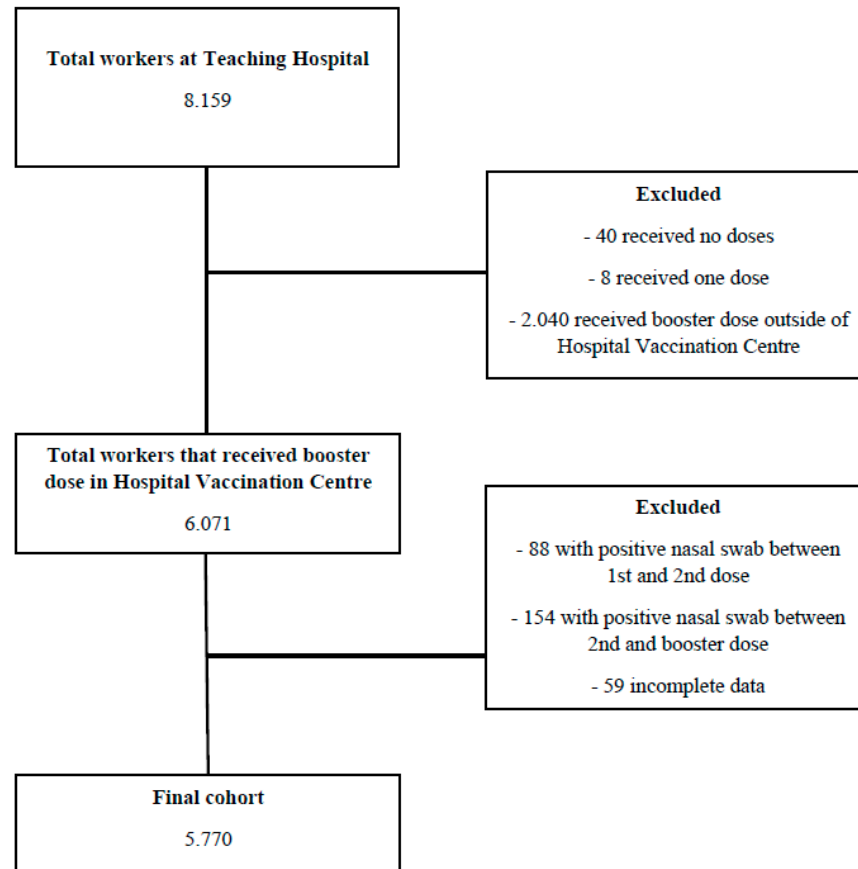 Total workers at Teaching Hospital
8.159
Excluded
- 40 received no doses
- 8 received one dose
- 2.040 received booster dose outside of
Hospital Vaccination Centre
Total workers that received booster
dose in Hospital Vaccination Centre
6.071
Excluded
- 88 with positive nasal swab between
1st and 2nd dose
- 154 with positive nasal swab between
2nd and booster dose
- 59 incomplete data
Final cohort
5.770